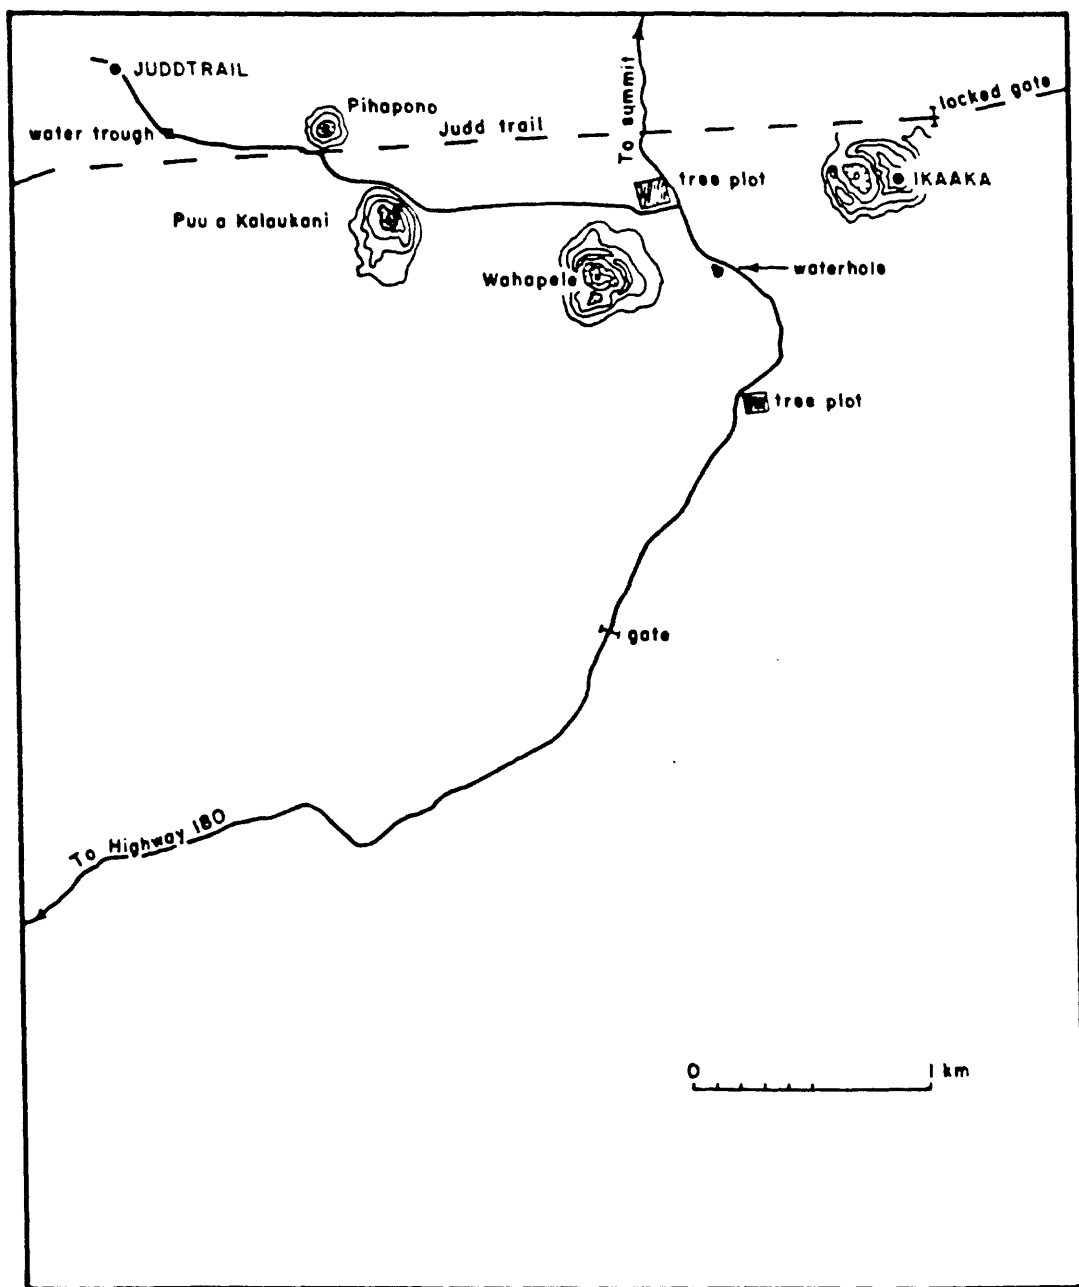 JUDDTRAIL
To summit
locked gate
Pihapono
water trough
Judd trail
tree plot
IKAAKA
Puu a Kalaukani
waterhole
Wahapele
tree plot
gate
To Highway 180
0 1 km